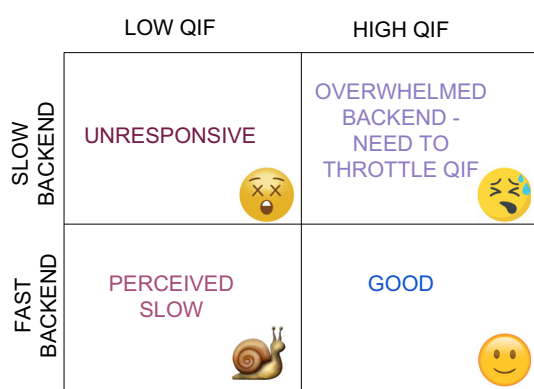 LOW QIF
HIGH QIF
SLOW
BACKEND
UNRESPONSIVE
OVERWHELMED
BACKEND -
NEED TO
THROTTLE QIF
FAST
BACKEND
PERCEIVED
SLOW
GOOD